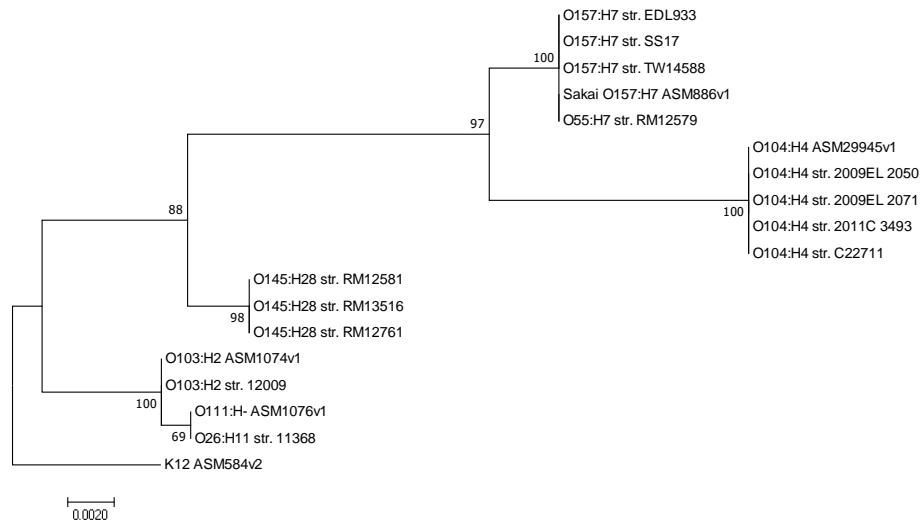 O157:H7 str. EDL933
O157:H7 str. SS17
100
O157:H7 str. TW14588
Sakai O157:H7 ASM886v1
O55:H7 str. RM12579
97
O104:H4 ASM29945v1
O104:H4 str. 2009EL 2050
O104:H4 str. 2009EL 2071
100
O104:H4 str. 2011C 3493
O104:H4 str. C22711
88
O145:H28 str. RM12581
O145:H28 str. RM13516
98
O145:H28 str. RM12761
O103:H2 ASM1074v1
O103:H2 str. 12009
100
O111:H- ASM1076v1
69
O26:H11 str. 11368
K12 ASM584v2
0.0020